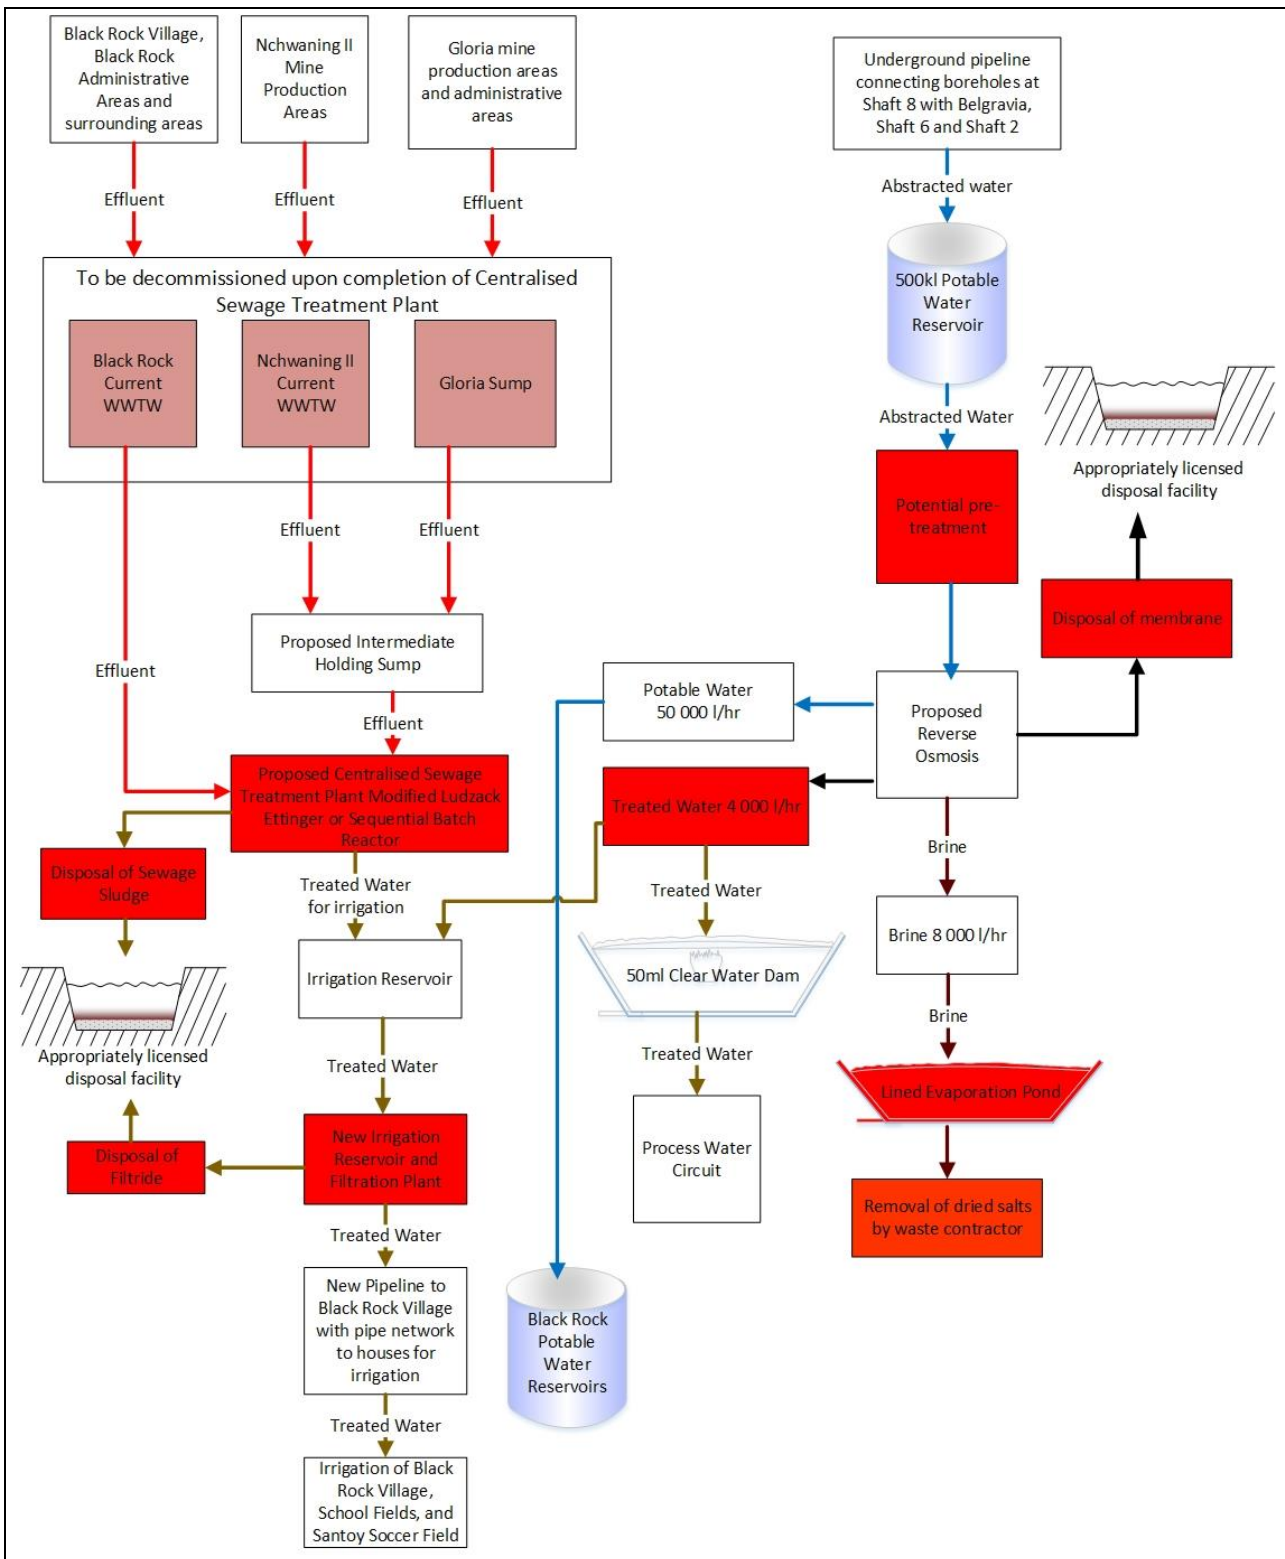 Black Rock Village,
Black Rock
Administrative
Areas and
surrounding areas
Nchwaning II
Mine
Production
Areas
Gloria mine
production areas
and administrative
areas
Underground pipeline
connecting boreholes at
Shaft 8 with Belgravia,
Shaft 6 and Shaft 2
Effluent
Effluent
Effluent
Abstracted water
To be decommissioned upon completion of Centralised
Sewage Treatment Plant
500kl Potable
Water
Reservoir
Black Rock
Current
WWTW
Nchwaning II
Current
WWTW
Gloria Sump
Abstracted Water
Appropriately licensed
disposal facility
Potential pre-
treatment
Effluent
Effluent
Disposal of membrane
Proposed Intermediate
Holding Sump
Effluent
Potable Water
50 000 l/hr
Proposed
Reverse
Osmosis
Effluent
Proposed Centralised Sewage
Treatment Plant Modified Ludzack
Ettinger or Sequential Batch
Reactor
Treated Water 4 000 l/hr
Brine
Disposal of Sewage
Sludge
Treated Water
for irrigation
Treated Water
Brine 8 000 l/hr
Irrigation Reservoir
50ml Clear Water Dam
Brine
Appropriately licensed
disposal facility
Treated Water
Treated Water
Lined Evaporation Pond
New Irrigation
Reservoir and
Filtration Plant
Disposal of
Filtride
Process Water
Circuit
Removal of dried salts
by waste contractor
Treated Water
New Pipeline to
Black Rock Village
with pipe network
to houses for
irrigation
Black Rock
Potable
Water
Reservoirs
Treated Water
Irrigation of Black
Rock Village,
School Fields, and
Santoy Soccer Field